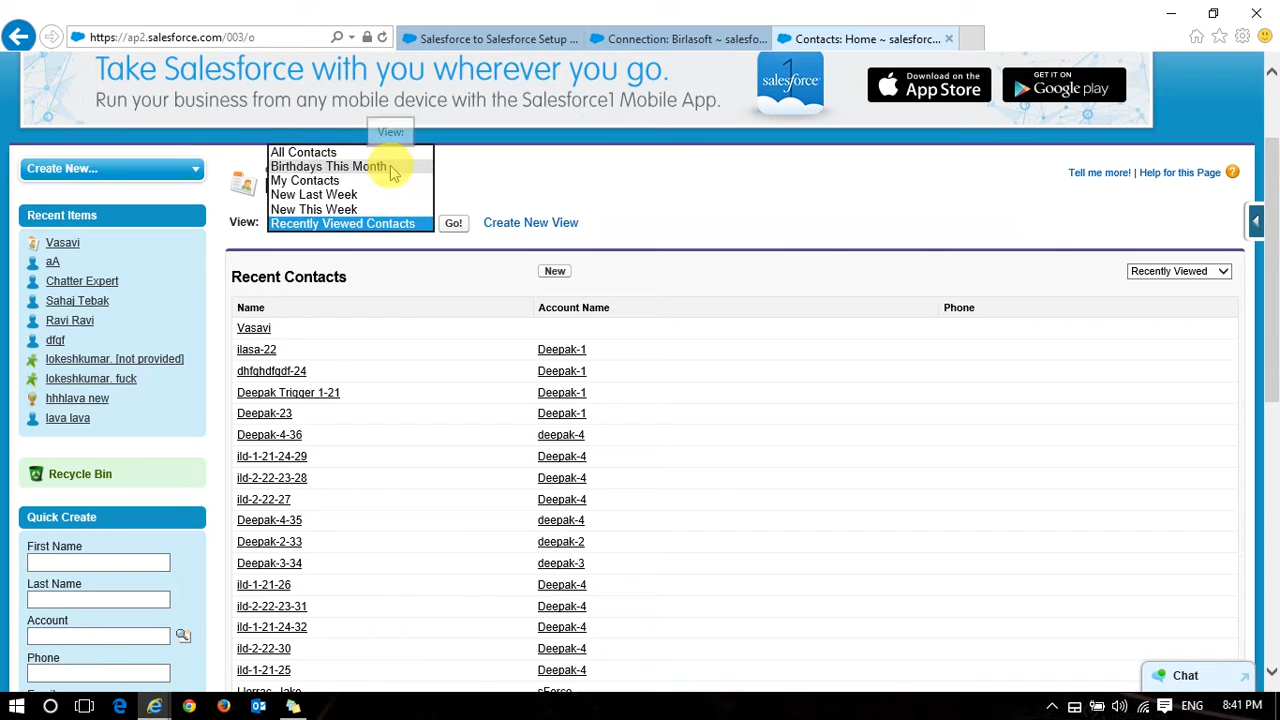 https://ap2.salesforce.com/003/o
Salesforce to Salesforce Setup ...
Connection: Birlasoft ~ salesfo...
Contacts: Home ~ salesforc...
Take Salesforce with you wherever you go.
Run your business from any mobile device with the Salesforce1 Mobile App.
1
salesforce
Download on the
App Store
GET IT ON
Google play
View:
Create New...
All Contacts
Birthdays This Month
My Contacts
New Last Week
New This Week
Recently Viewed Contacts
Tell me more! | Help for this Page
View:
Go!
Create New View
Recent Items
Vasavi
aA
Chatter Expert
Sahaj Tebak
Ravi Ravi
dfgf
lokeshkumar, [not provided]
lokeshkumar, fuck
hhhlava new
lava lava
Recycle Bin
Quick Create
First Name
Last Name
Account
Phone
Recent Contacts
New
Recently Viewed
Name Account Name Phone
Vasavi
ilasa-22 Deepak-1
dhfghdfgdf-24 Deepak-1
Deepak Trigger 1-21 Deepak-1
Deepak-23 Deepak-1
Deepak-4-36 deepak-4
ild-1-21-24-29 Deepak-4
ild-2-22-23-28 Deepak-4
ild-2-22-27 Deepak-4
Deepak-4-35 deepak-4
Deepak-2-33 deepak-2
Deepak-3-34 deepak-3
ild-1-21-26 Deepak-4
ild-2-22-23-31 Deepak-4
ild-1-21-24-32 Deepak-4
ild-2-22-30 Deepak-4
ild-1-21-25 Deepak-4
Llorrac, Jake sForce
Chat
ENG
8:41 PM